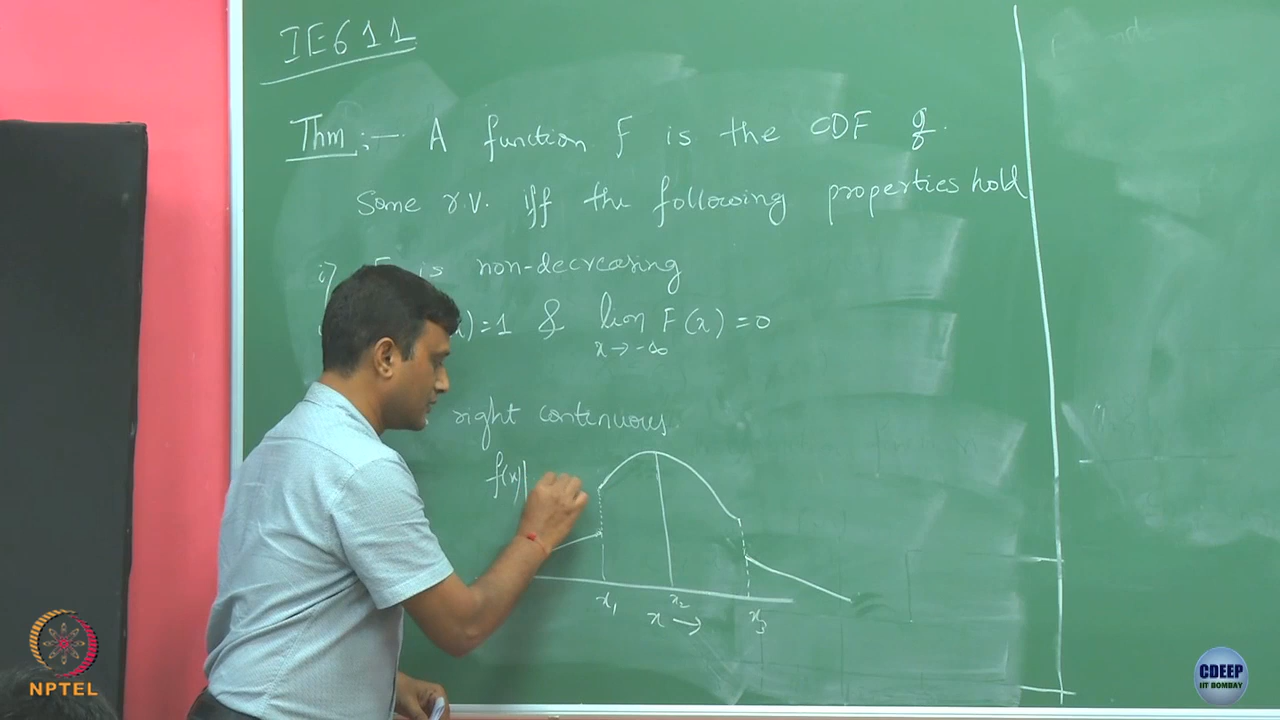 IE611
Thm :- A function F is the CDF of
Some r.v. iff the following properties hold
i) F is non-decreasing
x) = 1 & lim F(x) = 0
x → -∞
right continuous
f(x)
x1 x2 x3
x →
NPTEL
CDEEP
IIT BOMBAY